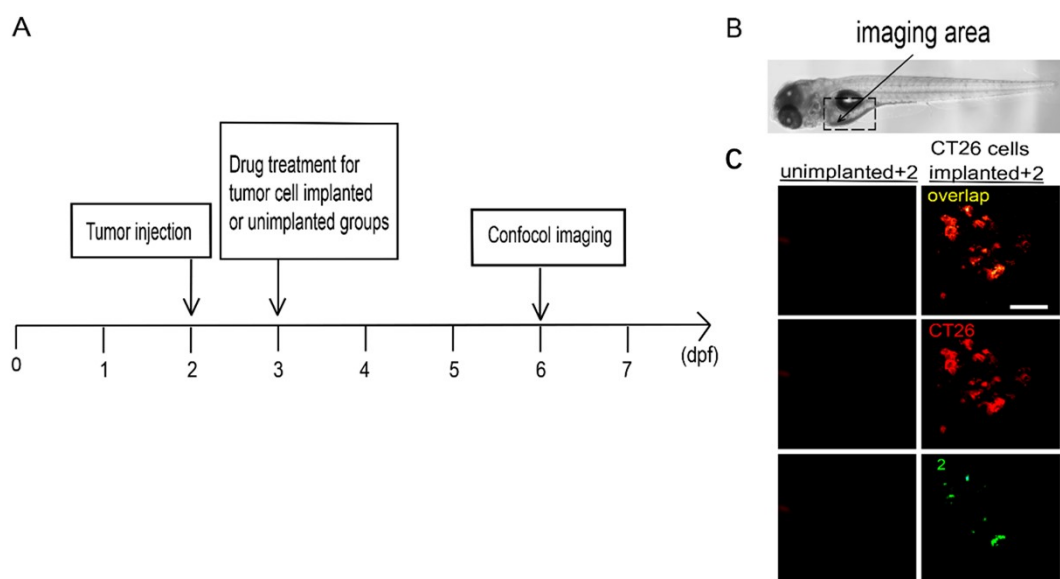 A
Tumor injection
Drug treatment for
tumor cell implanted
or unimplanted groups
Confocol imaging
0 1 2 3 4 5 6 7 (dpf)
B
imaging area
C
unimplanted+2
CT26 cells
implanted+2
overlap
CT26
2